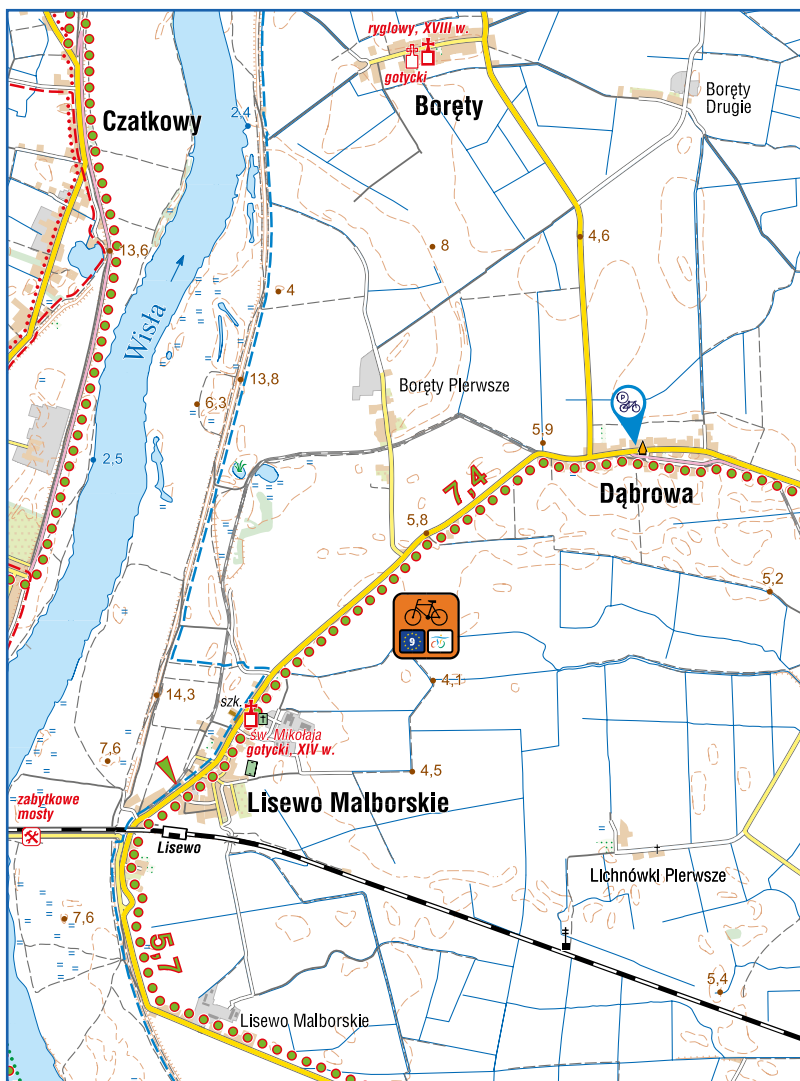 ryglowy, XVIII w.
gotycki
Boręty
Boręty
Drugie
Czatkowy
2,4
13,6
8
4,6
4
Wisła
13,8
6,3
Boręty PIerwsze
P
5,9
2,5
7,4
Dąbrowa
5,8
5,2
9
4,1
14,3
szk.
św. Mikołaja
gotycki, XIV w.
7,6
4,5
zabytkowe
mosty
Lisewo Malborskie
Lisewo
LIchnówkI PIerwsze
7,6
5,7
5,4
Lisewo Malborskie